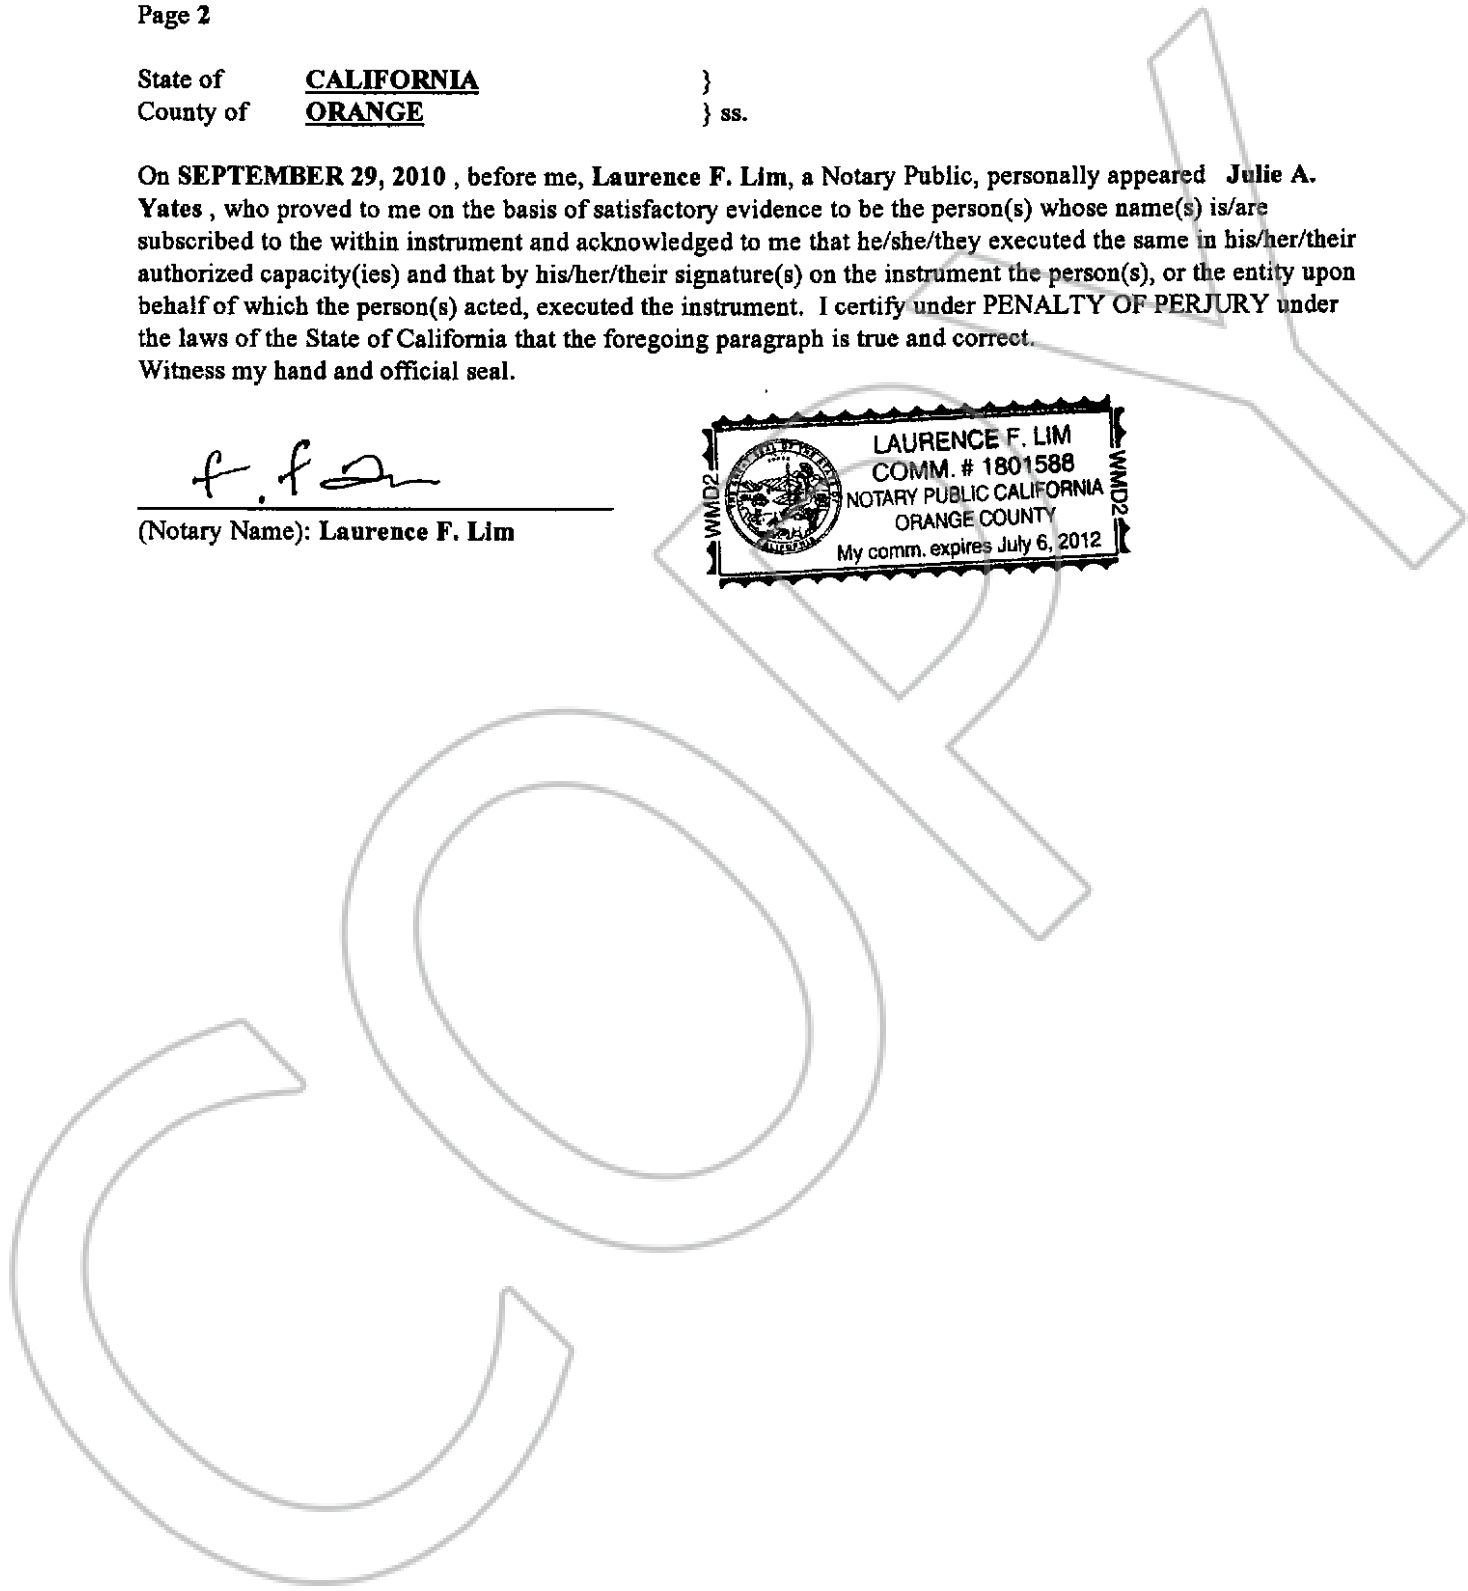 Page 2
State of CALIFORNIA }
County of ORANGE } ss.
On SEPTEMBER 29, 2010 , before me, Laurence F. Lim, a Notary Public, personally appeared Julie A.
Yates , who proved to me on the basis of satisfactory evidence to be the person(s) whose name(s) is/are
subscribed to the within instrument and acknowledged to me that he/she/they executed the same in his/her/their
authorized capacity(ies) and that by his/her/their signature(s) on the instrument the person(s), or the entity upon
behalf of which the person(s) acted, executed the instrument. I certify under PENALTY OF PERJURY under
the laws of the State of California that the foregoing paragraph is true and correct.
Witness my hand and official seal.
(Notary Name): Laurence F. Lim
LAURENCE F. LIM
COMM. # 1801588
NOTARY PUBLIC CALIFORNIA
ORANGE COUNTY
My comm. expires July 6, 2012
WMD2
WMD2
COPY